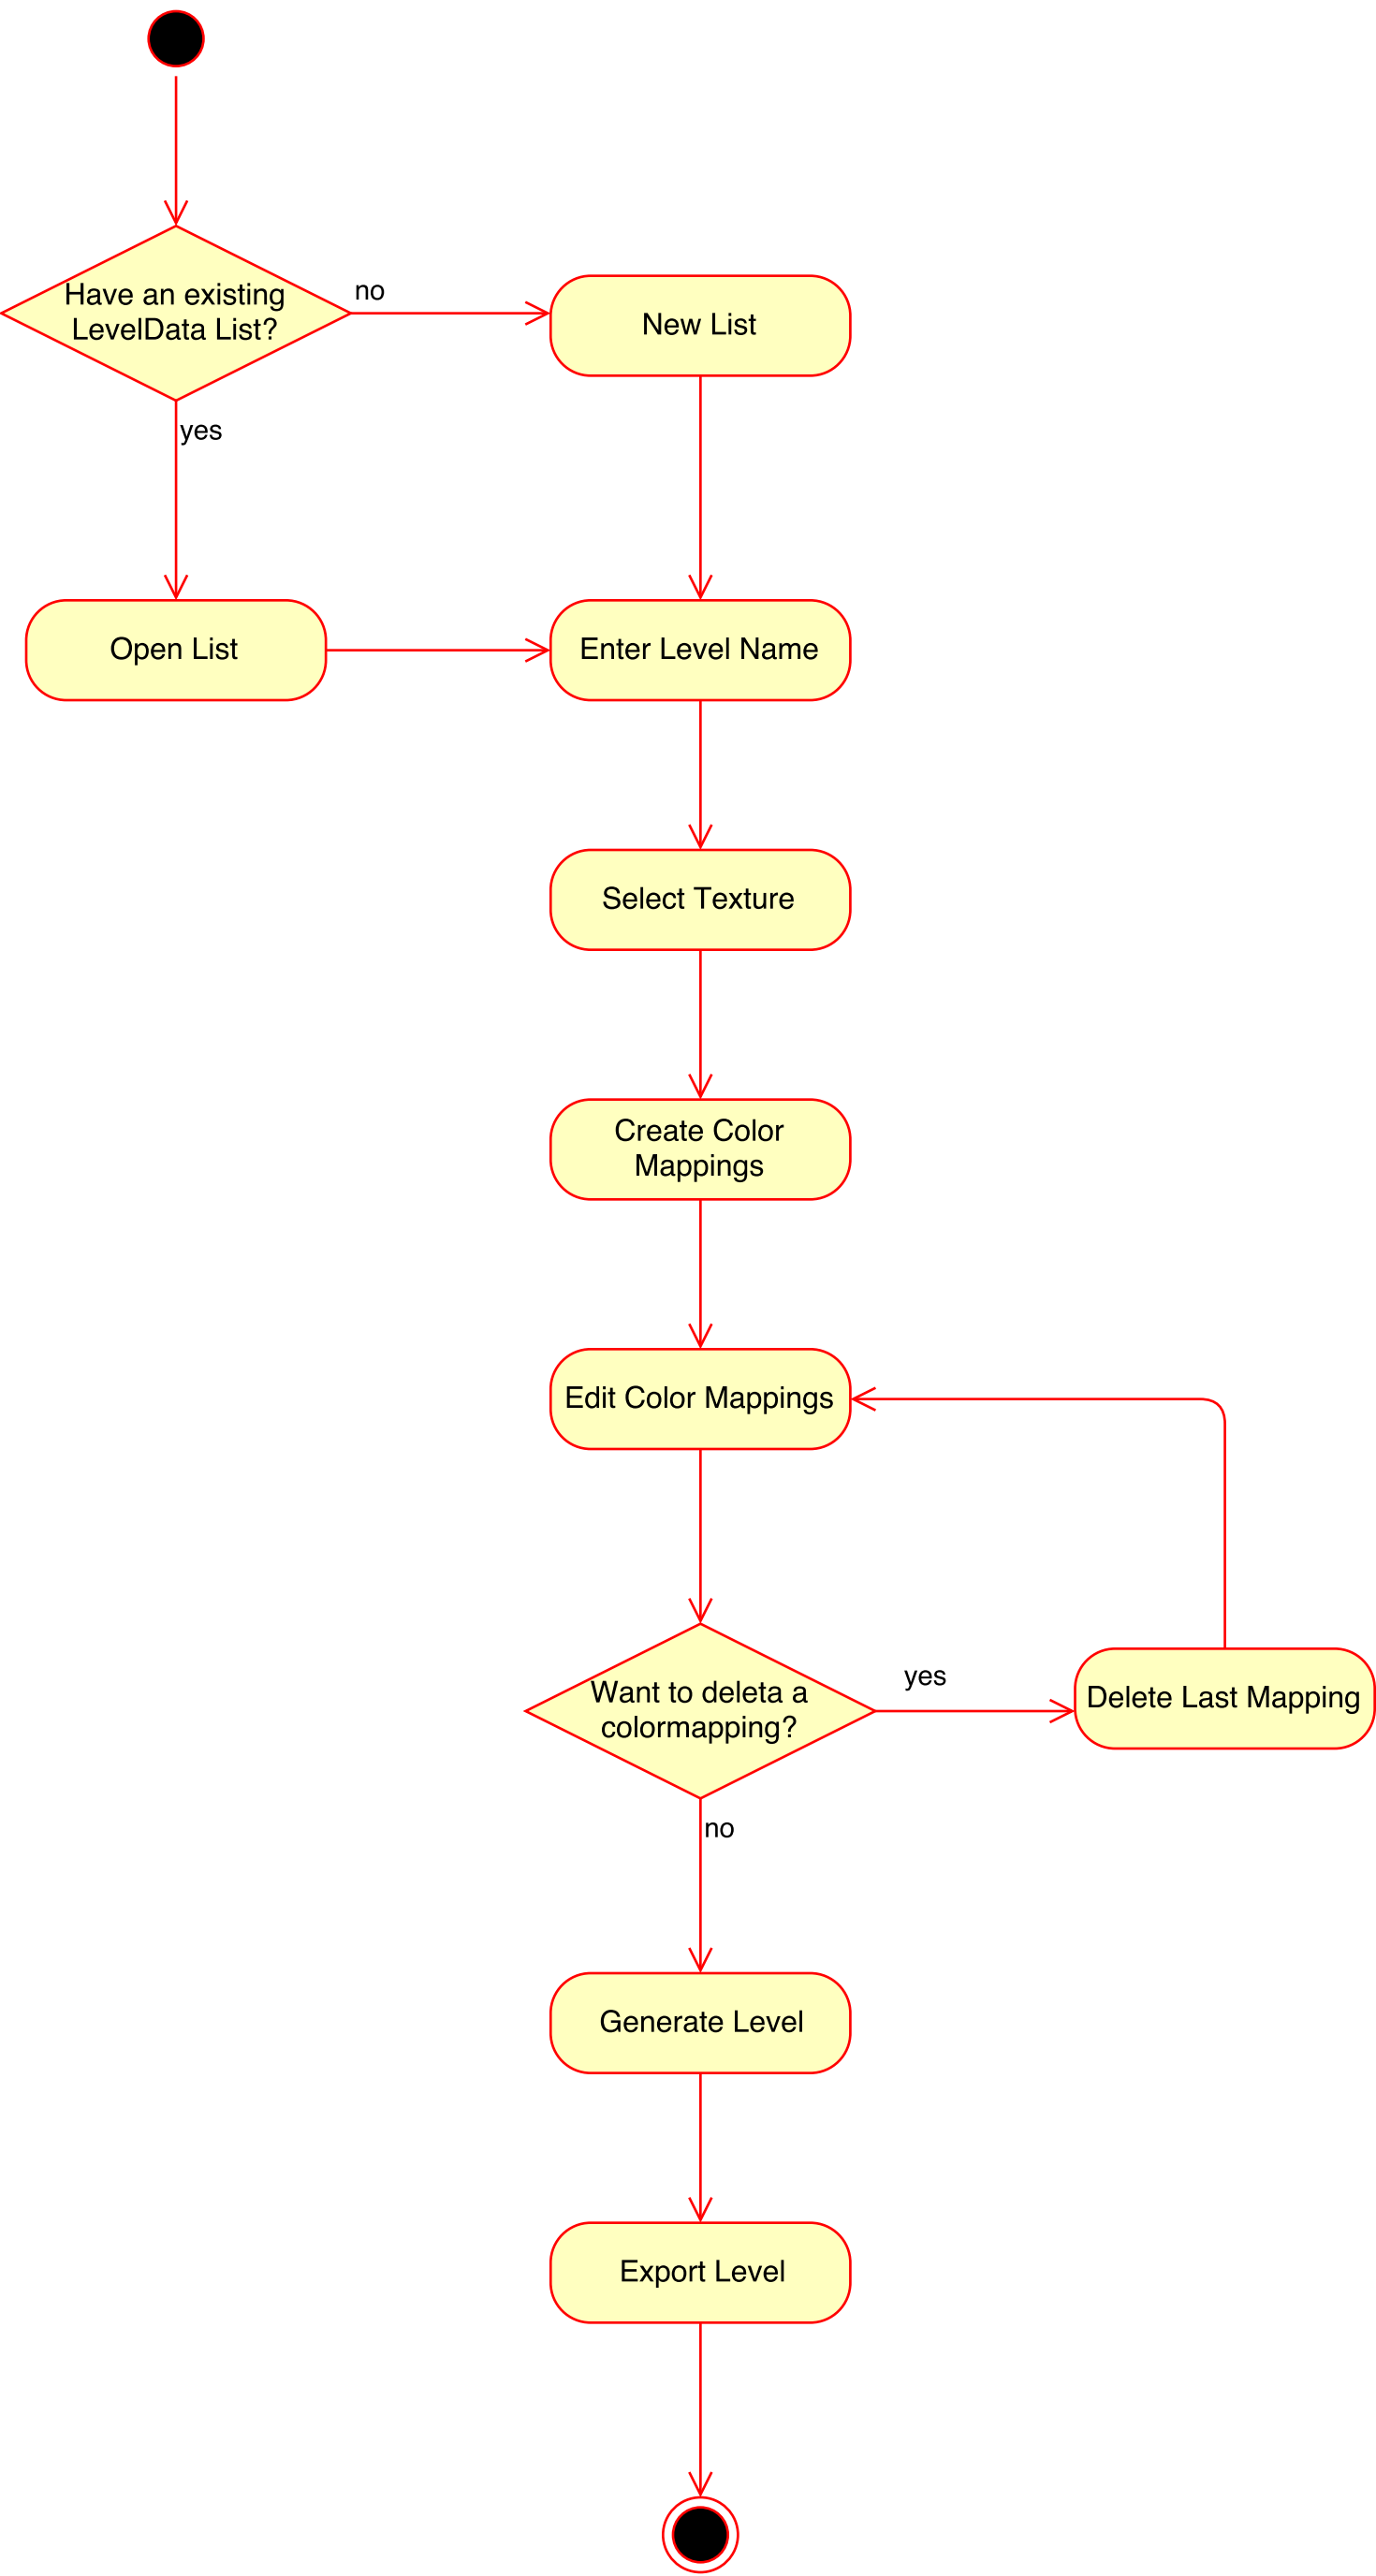 Have an existing
LevelData List?
no
New List
yes
Open List
Enter Level Name
Select Texture
Create Color
Mappings
Edit Color Mappings
Want to deleta a
colormapping?
yes
Delete Last Mapping
no
Generate Level
Export Level